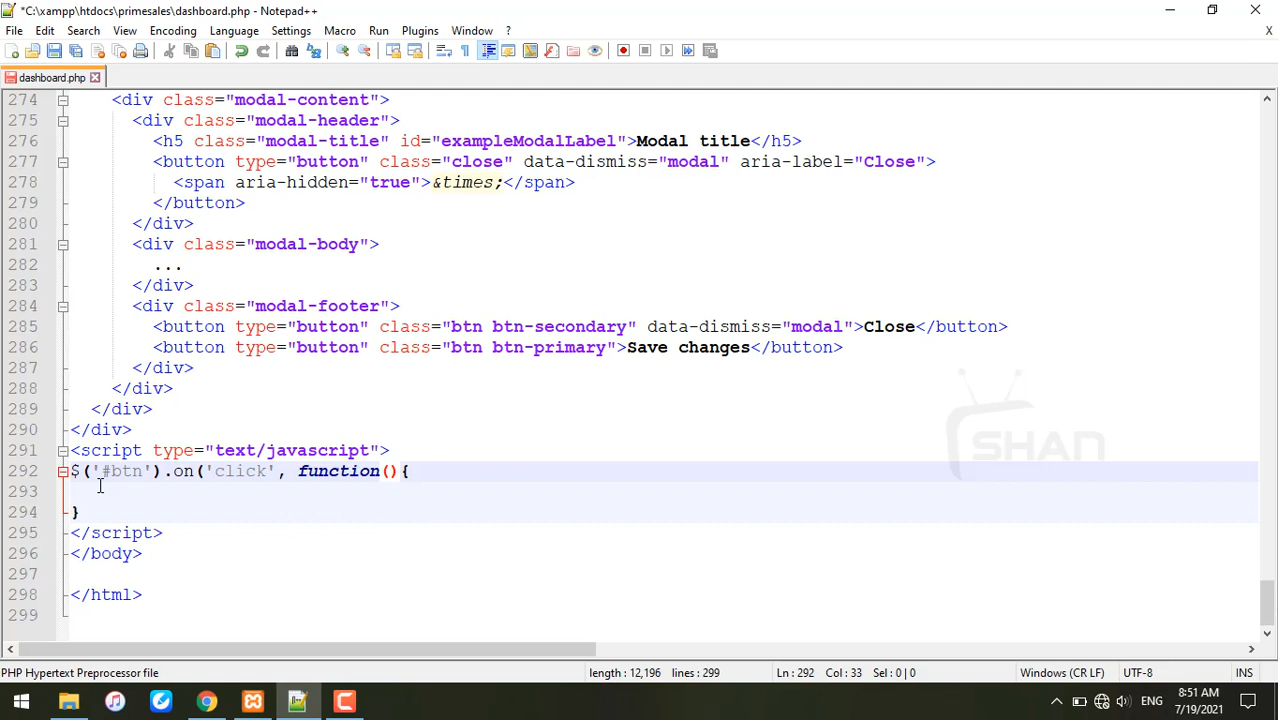 *C:\xampp\htdocs\primesales\dashboard.php - Notepad++
File Edit Search View Encoding Language Settings Tools Macro Run Plugins Window ? X
dashboard.php
274 <div class="modal-content">
275 <div class="modal-header">
276 <h5 class="modal-title" id="exampleModalLabel">Modal title</h5>
277 <button type="button" class="close" data-dismiss="modal" aria-label="Close">
278 <span aria-hidden="true">&times;</span>
279 </button>
280 </div>
281 <div class="modal-body">
282 ...
283 </div>
284 <div class="modal-footer">
285 <button type="button" class="btn btn-secondary" data-dismiss="modal">Close</button>
286 <button type="button" class="btn btn-primary">Save changes</button>
287 </div>
288 </div>
289 </div>
290 </div>
291 <script type="text/javascript">
292 $('#btn').on('click', function(){
293
294 }
295 </script>
296 </body>
297
298 </html>
299
SHAN
PHP Hypertext Preprocessor file length : 12,196 lines : 299 Ln : 292 Col : 33 Sel : 0 | 0 Windows (CR LF) UTF-8 INS
ENG 8:51 AM
7/19/2021